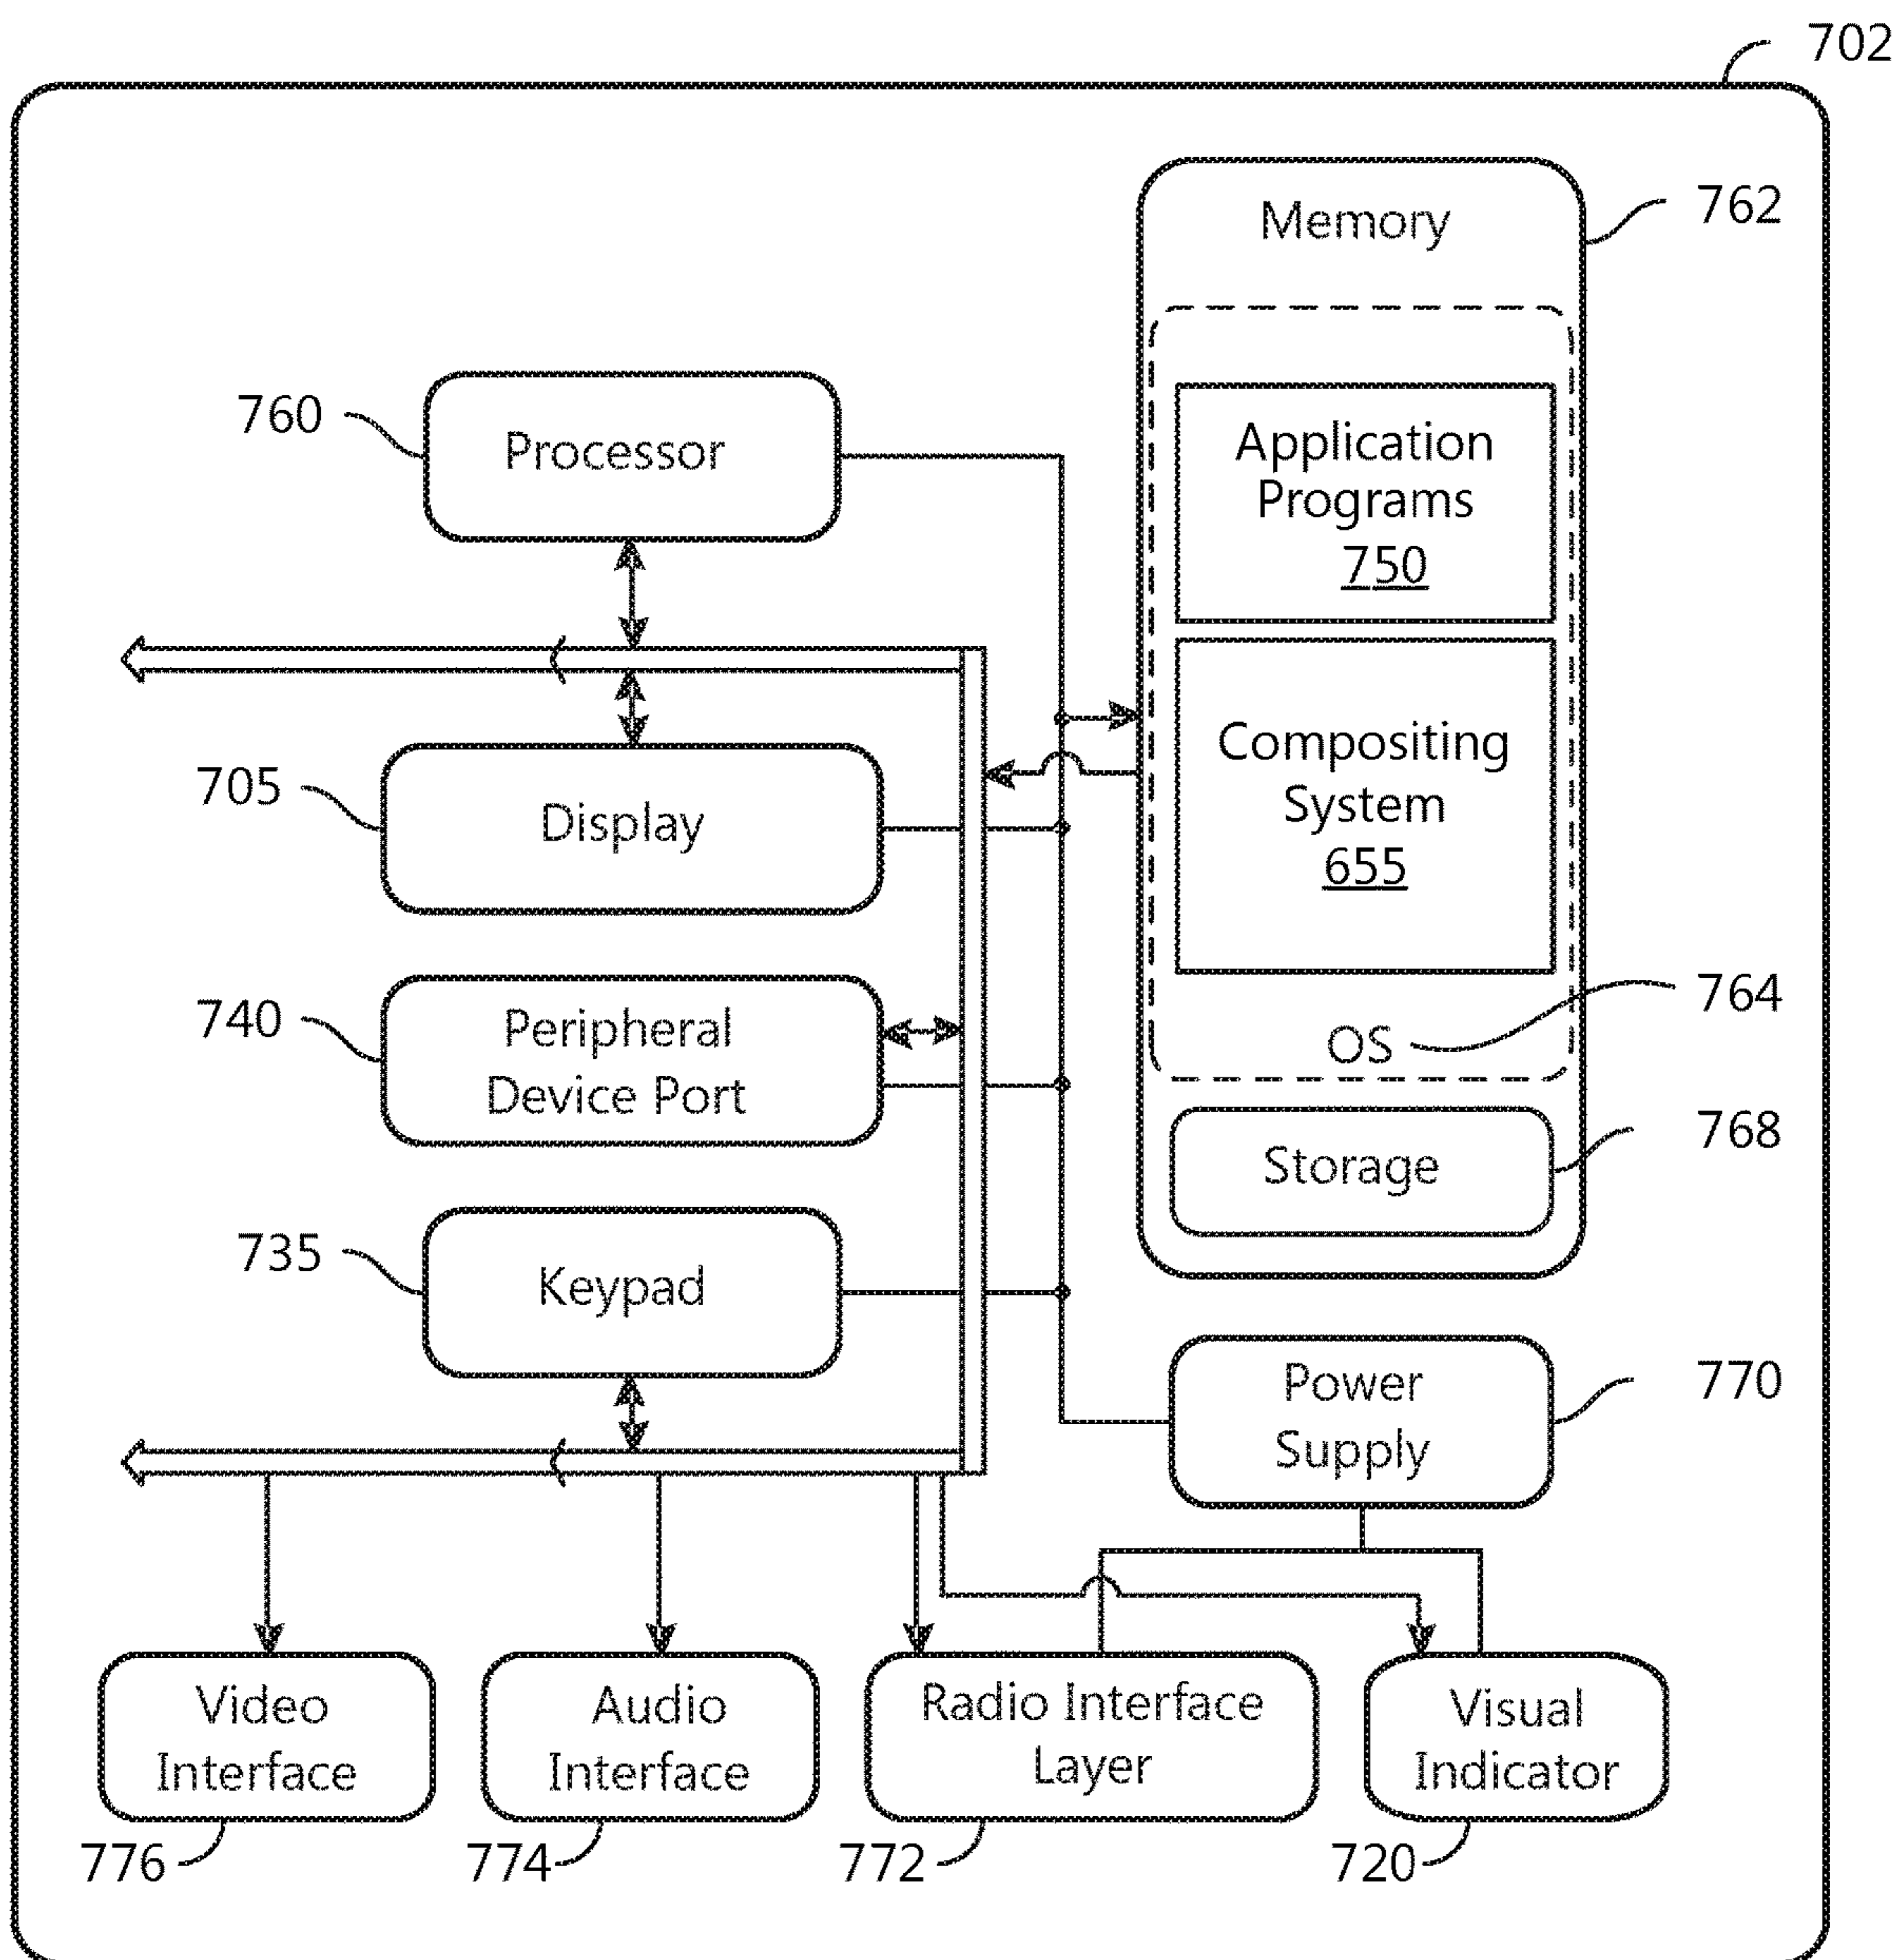 702
Memory
762
Application
Programs
750
760
Processor
Compositing
System
655
705
Display
764
OS
740
Peripheral
Device Port
768
Storage
735
Keypad
Power
Supply
770
Video
Interface
Audio
Interface
Radio Interface
Layer
Visual
Indicator
776
774
772
720